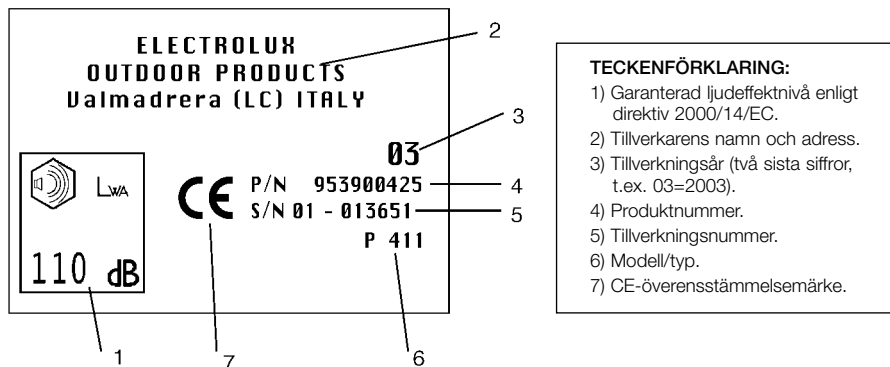 ELECTROLUX
OUTDOOR PRODUCTS
Valmadrera (LC) ITALY
2
03
3
LWA
110 dB
CE
P/N 953900425
4
S/N 01 - 013651
5
P 411
1
7
6
TECKENFÖRKLARING:
1) Garanterad ljudeffektnivå enligt
direktiv 2000/14/EC.
2) Tillverkarens namn och adress.
3) Tillverkningsår (två sista siffror,
t.ex. 03=2003).
4) Produktnummer.
5) Tillverkningsnummer.
6) Modell/typ.
7) CE-överensstämmelsemärke.